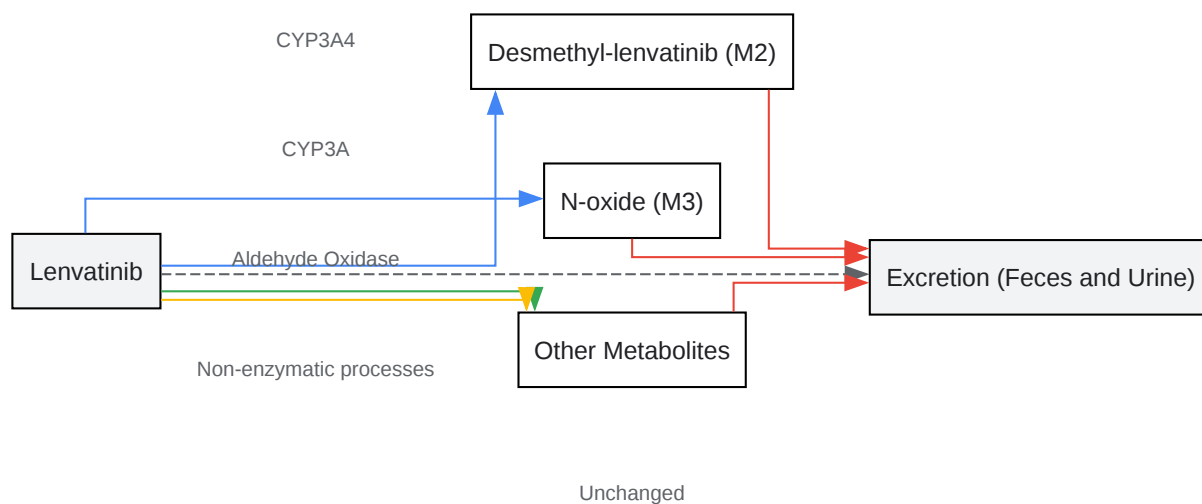 CYP3A4
Desmethyl-lenvatinib (M2)
CYP3A
N-oxide (M3)
Lenvatinib
Aldehyde Oxidase
Excretion (Feces and Urine)
Other Metabolites
Non-enzymatic processes
Unchanged